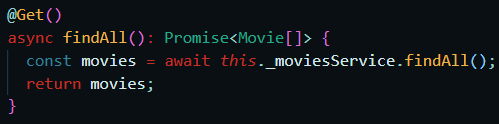 @Get()
async findAll(): Promise<Movie[]> {
  const movies = await this._moviesService.findAll();
  return movies;
}